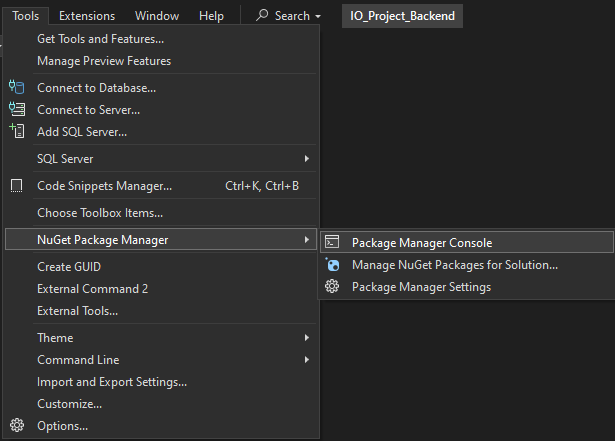 Tools Extensions Window Help Search IO_Project_Backend
Get Tools and Features...
Manage Preview Features
Connect to Database...
Connect to Server...
Add SQL Server...
SQL Server
Code Snippets Manager... Ctrl+K, Ctrl+B
Choose Toolbox Items...
NuGet Package Manager
Package Manager Console
Manage NuGet Packages for Solution...
Package Manager Settings
Create GUID
External Command 2
External Tools...
Theme
Command Line
Import and Export Settings...
Customize...
Options...